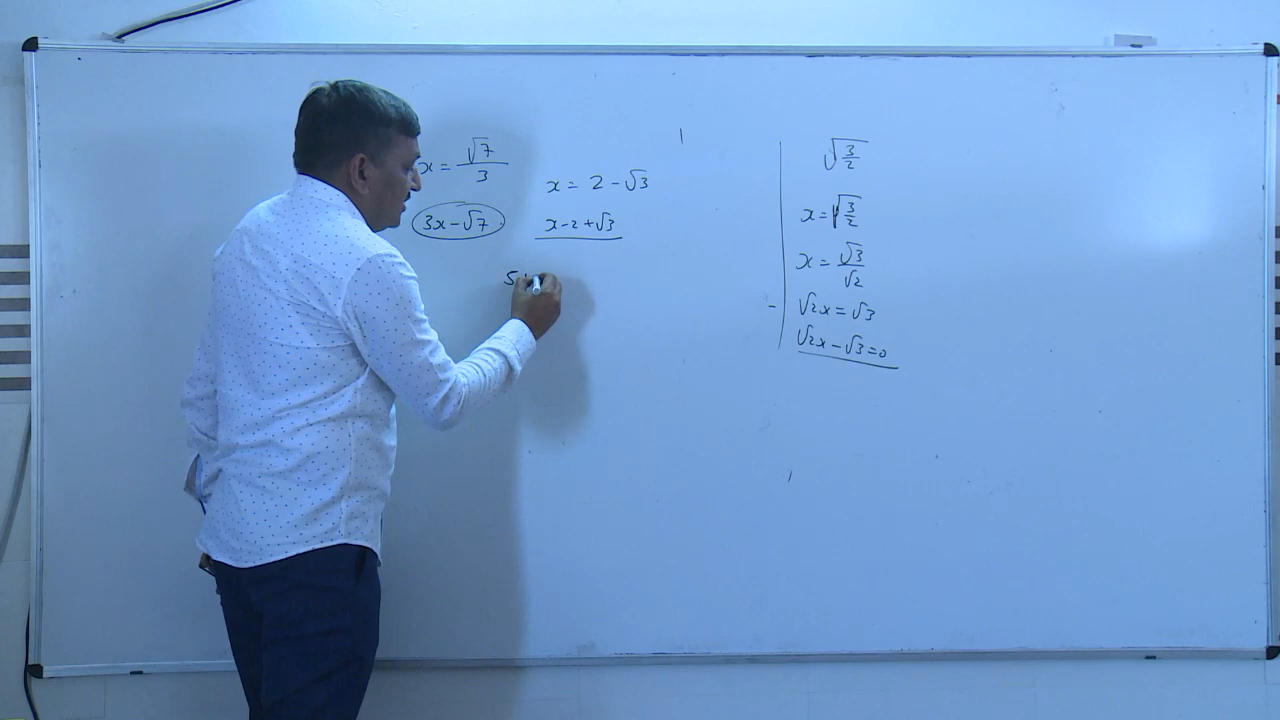 x = √7/3
3x-√7
x = 2-√3
x-2+√3
5
√(3/2)
x = √(3/2)
x = √3/√2
√2x = √3
√2x-√3=0